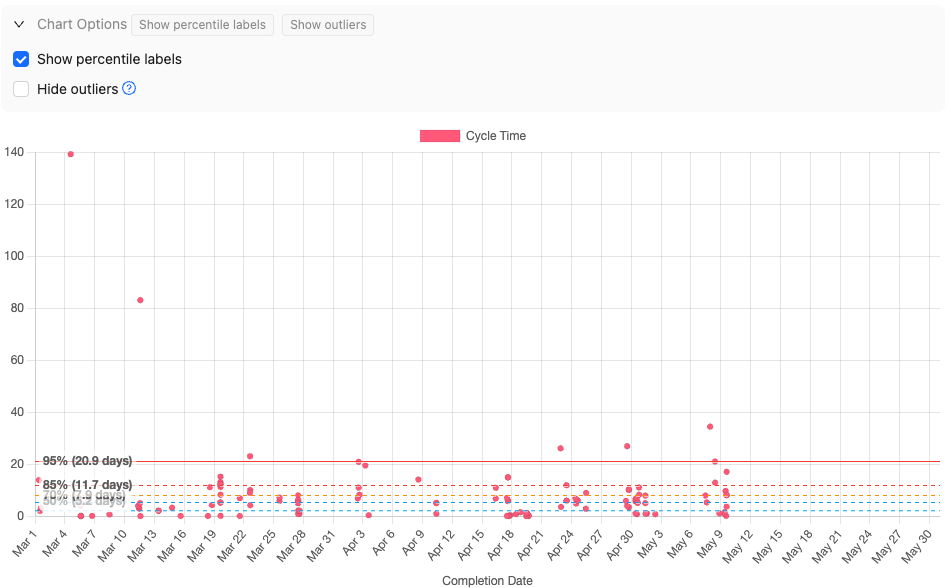 Chart Options Show percentile labels Show outliers
Show percentile labels
Hide outliers ?
Cycle Time
140
120
100
80
60
40
20
0
95% (20.9 days)
85% (11.7 days)
70% (7.9 days)
50% (5.2 days)
Mar 1 Mar 4 Mar 7 Mar 10 Mar 13 Mar 16 Mar 19 Mar 22 Mar 25 Mar 28 Mar 31 Apr 3 Apr 6 Apr 9 Apr 12 Apr 15 Apr 18 Apr 21 Apr 24 Apr 27 Apr 30 May 3 May 6 May 9 May 12 May 15 May 18 May 21 May 24 May 27 May 30
Completion Date